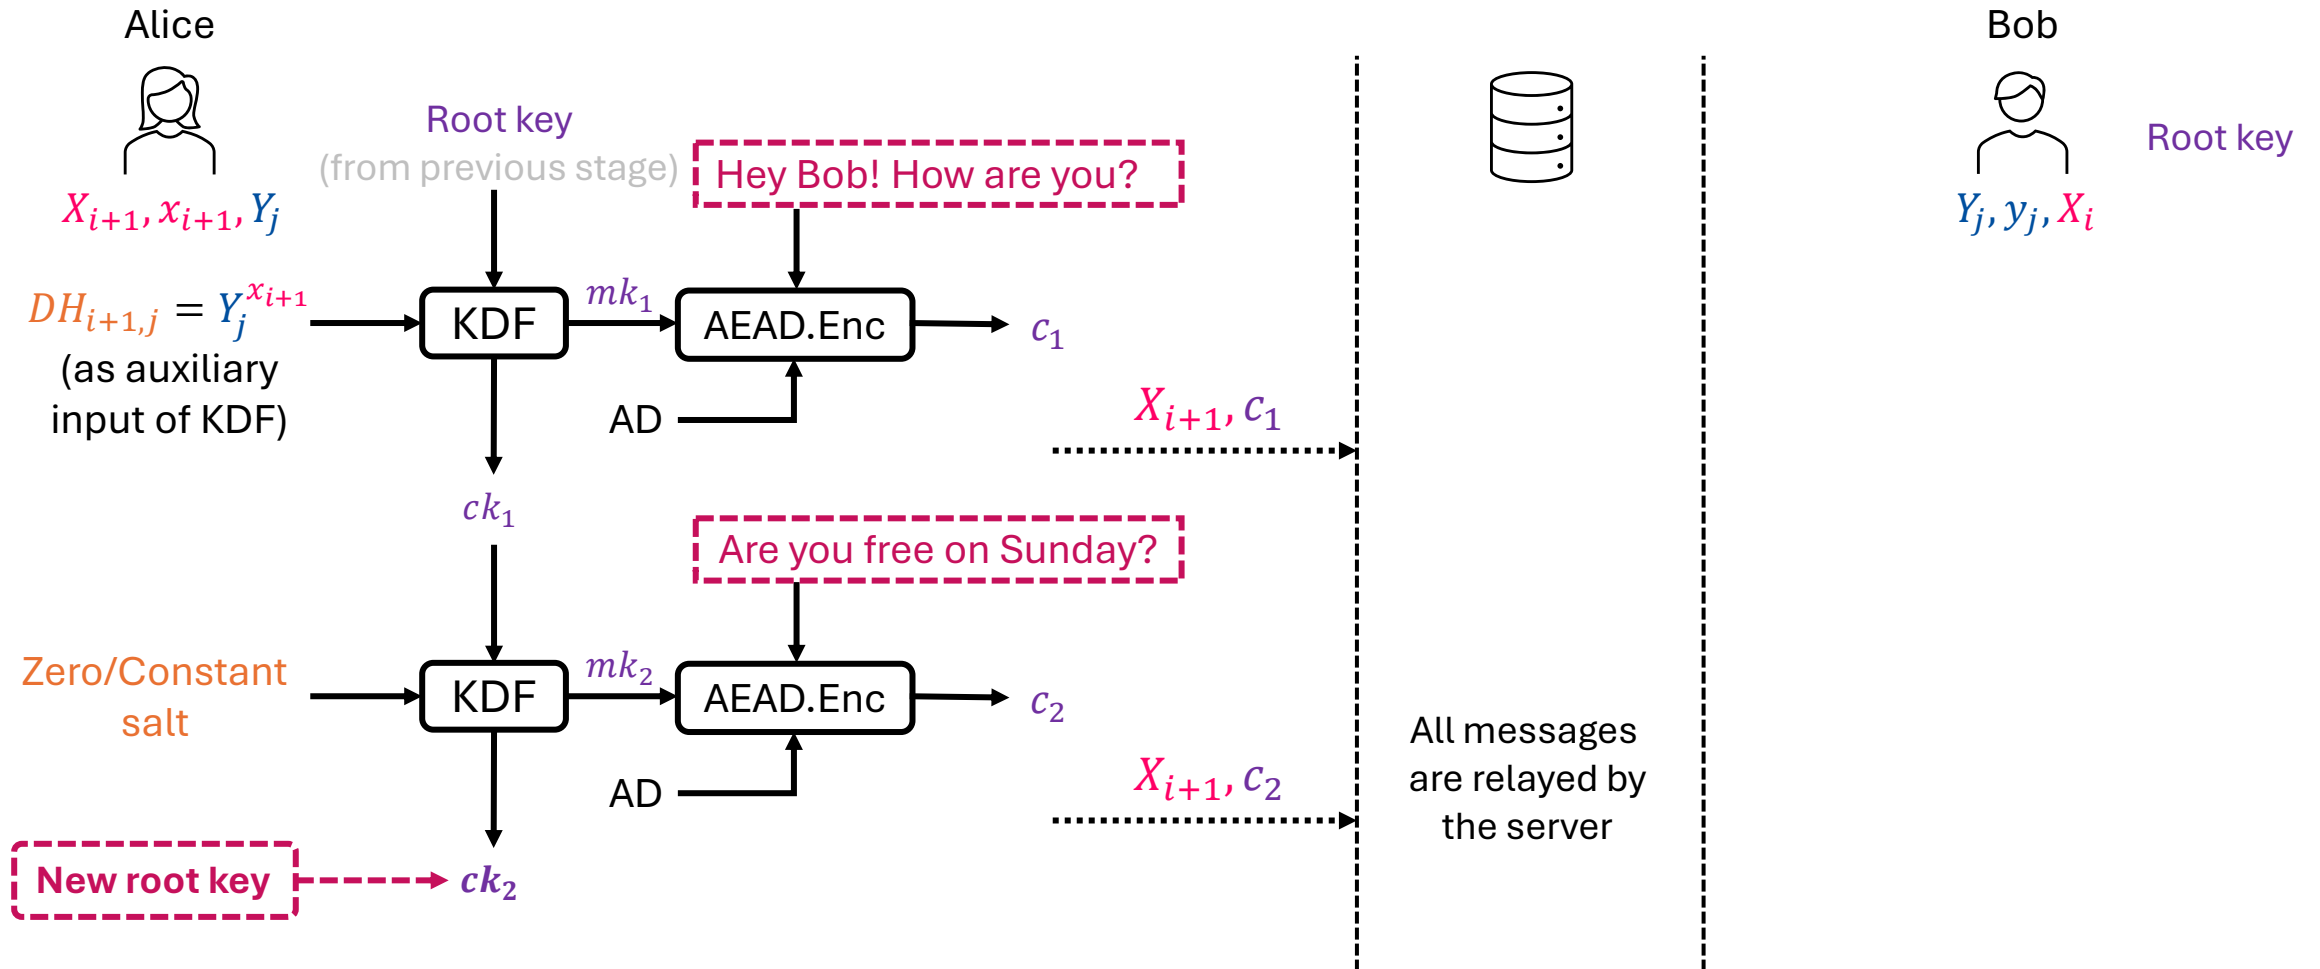 Alice
Bob
Root key
(from previous stage)
Hey Bob! How are you?
Root key
X_{i+1}, x_{i+1}, Y_j
Y_j, y_j, X_i
DH_{i+1,j} = Y_j^{x_{i+1}}
(as auxiliary
input of KDF)
KDF
mk_1
AEAD.Enc
c_1
AD
X_{i+1}, c_1
ck_1
Are you free on Sunday?
Zero/Constant
salt
KDF
mk_2
AEAD.Enc
c_2
AD
X_{i+1}, c_2
All messages
are relayed by
the server
New root key
ck_2